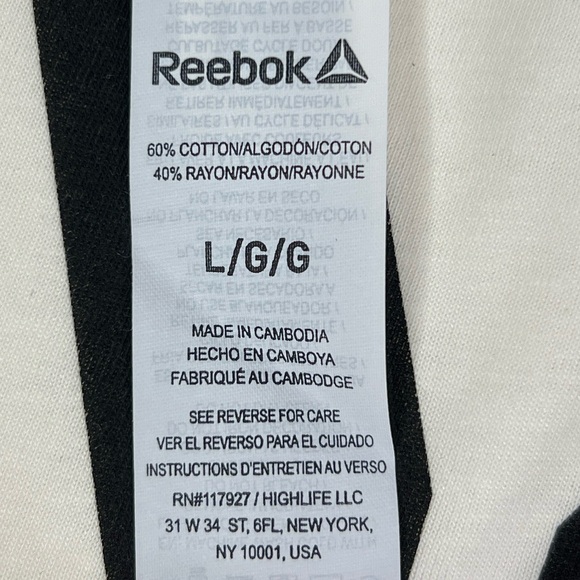 Reebok
60% COTTON/ALGODÓN/COTON
40% RAYON/RAYON/RAYONNE
L/G/G
MADE IN CAMBODIA
HECHO EN CAMBOYA
FABRIQUÉ AU CAMBODGE
SEE REVERSE FOR CARE
VER EL REVERSO PARA EL CUIDADO
INSTRUCTIONS D'ENTRETIEN AU VERSO
RN#117927 / HIGHLIFE LLC
31 W 34 ST, 6FL, NEW YORK,
NY 10001, USA